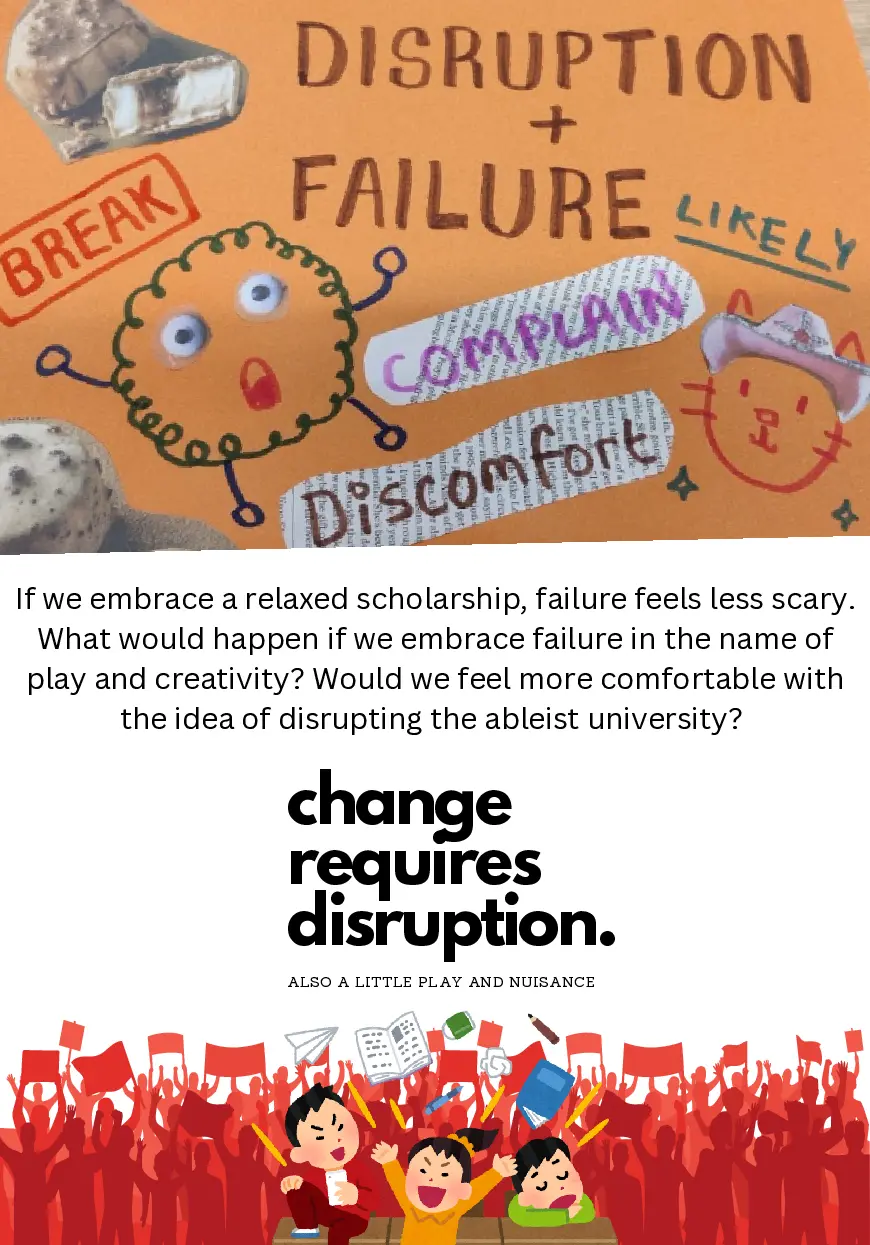 DISRUPTION
+
FAILURE
LIKELY
BREAK
COMPLAIN
Discomfort
If we embrace a relaxed scholarship, failure feels less scary.
What would happen if we embrace failure in the name of
play and creativity? Would we feel more comfortable with
the idea of disrupting the ableist university?
change
requires
disruption.
ALSO A LITTLE PLAY AND NUISANCE